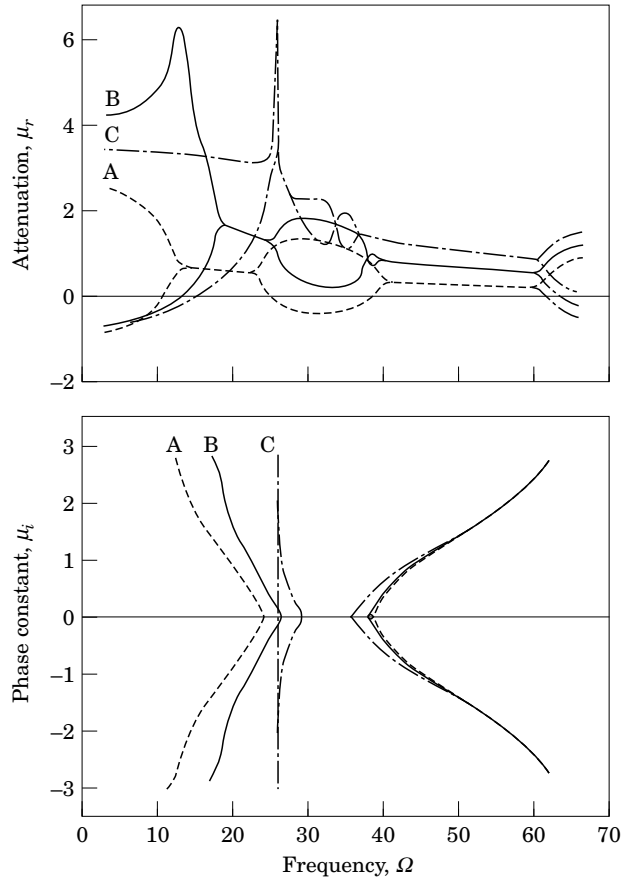 6
4
2
0
−2
Attenuation, μr
B
C
A
3
2
1
0
−1
−2
−3
Phase constant, μi
A B C
0 10 20 30 40 50 60 70
Frequency, Ω